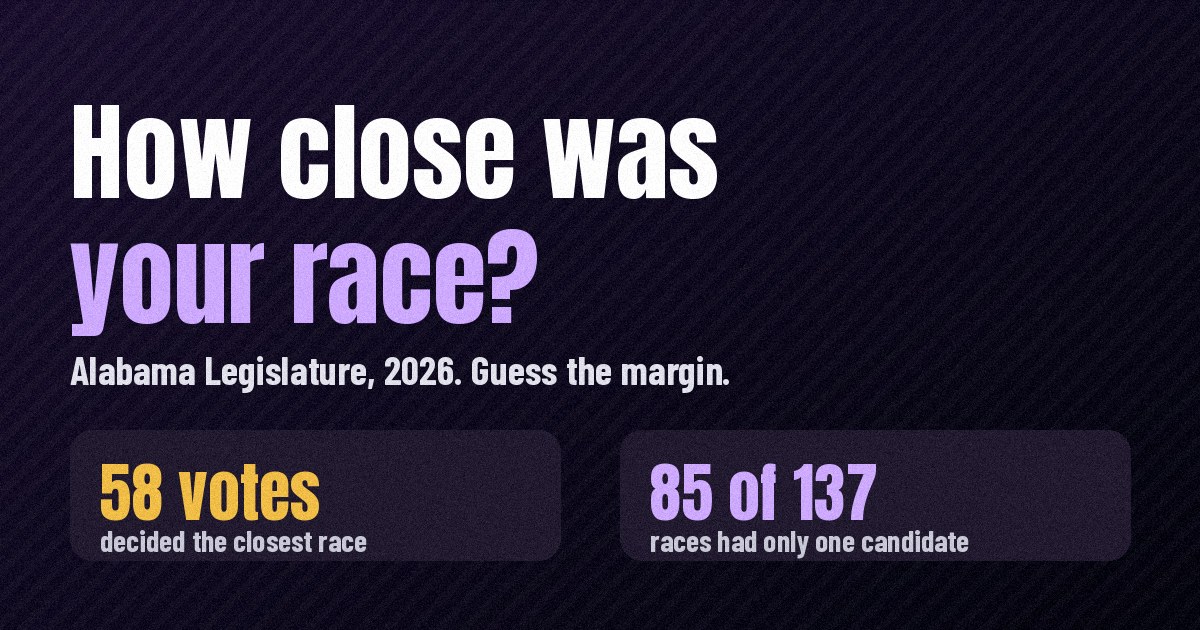 How close was
your race?
Alabama Legislature, 2026. Guess the margin.
58 votes
decided the closest race
85 of 137
races had only one candidate